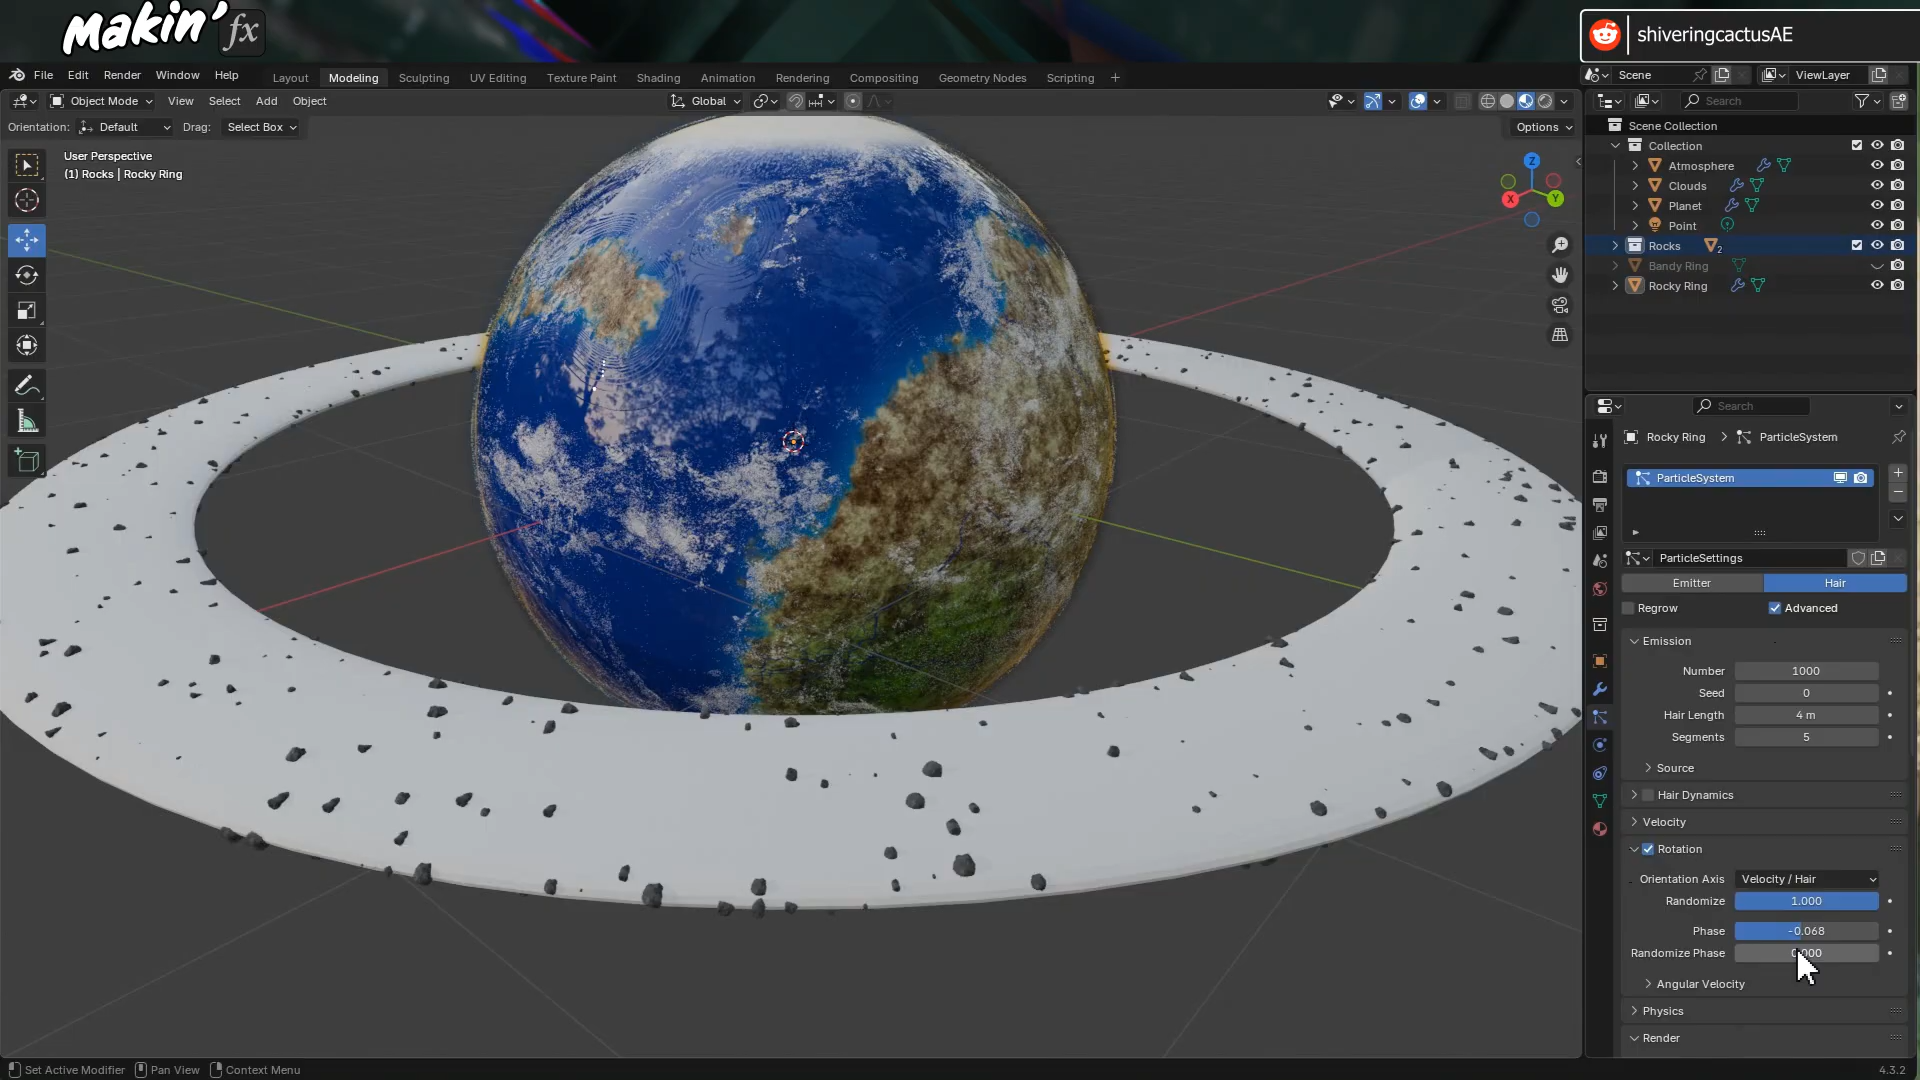 Makin' fx
shiveringcactusAE
File Edit Render Window Help
Layout Modeling Sculpting UV Editing Texture Paint Shading Animation Rendering Compositing Geometry Nodes Scripting +
Scene ViewLayer
Object Mode View Select Add Object
Global
Search
Orientation: Default Drag: Select Box
Options
User Perspective
(1) Rocks | Rocky Ring
Z
X
Y
Scene Collection
Collection
Atmosphere
Clouds
Planet
Point
Rocks 2
Bandy Ring
Rocky Ring
Search
Rocky Ring > ParticleSystem
ParticleSystem
ParticleSettings
Emitter Hair
Regrow Advanced
Emission
Number 1000
Seed 0
Hair Length 4 m
Segments 5
Source
Hair Dynamics
Velocity
Rotation
Orientation Axis Velocity / Hair
Randomize 1.000
Phase -0.068
Randomize Phase 0.000
Angular Velocity
Physics
Render
Set Active Modifier Pan View Context Menu
4.3.2